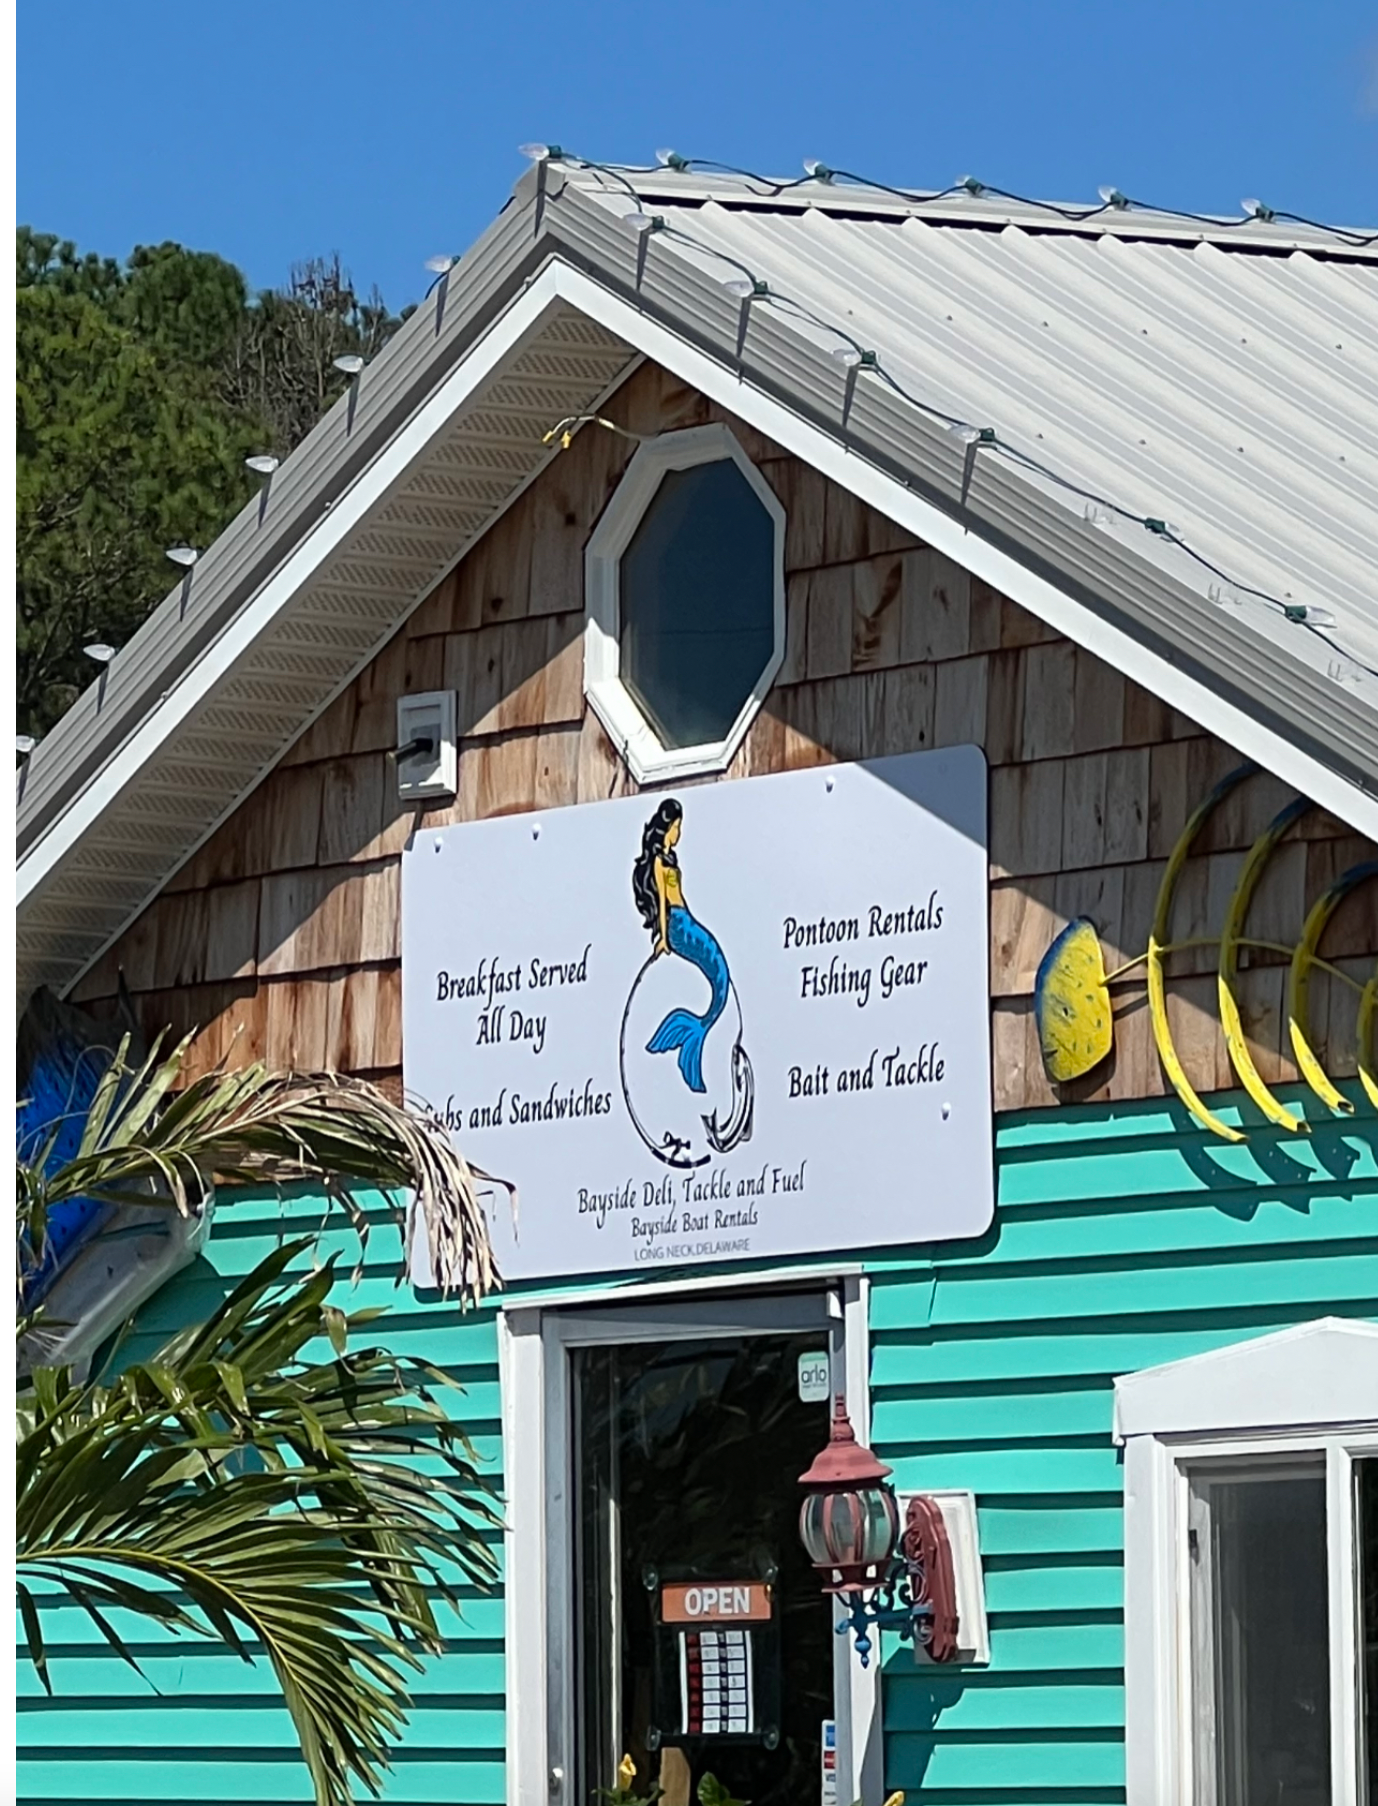 Breakfast Served
All Day
Subs and Sandwiches
Pontoon Rentals
Fishing Gear
Bait and Tackle
Bayside Deli, Tackle and Fuel
Bayside Boat Rentals
LONG NECK,DELAWARE
arlo
OPEN